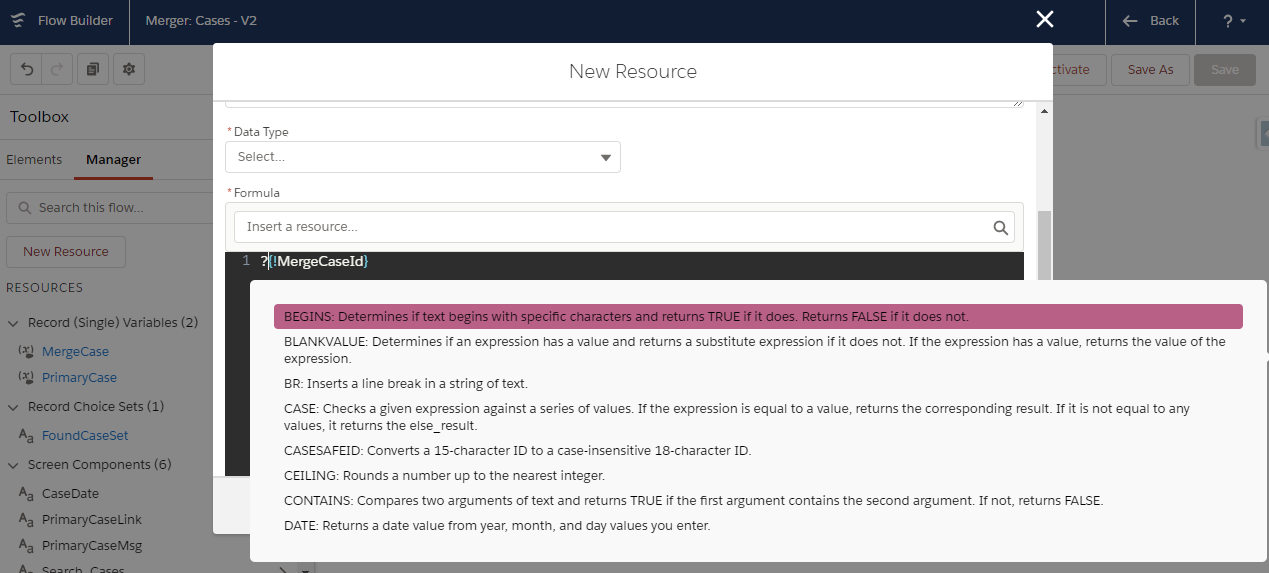 Flow Builder
Merger: Cases - V2
Back
?
Toolbox
Elements
Manager
Search this flow...
New Resource
RESOURCES
Record (Single) Variables (2)
MergeCase
PrimaryCase
Record Choice Sets (1)
Aa FoundCaseSet
Screen Components (6)
Aa CaseDate
Aa PrimaryCaseLink
Aa PrimaryCaseMsg
Aa Search_Cases
ctivate
Save As
Save
New Resource
* Data Type
Select...
* Formula
Insert a resource...
1 ?{!MergeCaseId}
BEGINS: Determines if text begins with specific characters and returns TRUE if it does. Returns FALSE if it does not.
BLANKVALUE: Determines if an expression has a value and returns a substitute expression if it does not. If the expression has a value, returns the value of the
expression.
BR: Inserts a line break in a string of text.
CASE: Checks a given expression against a series of values. If the expression is equal to a value, returns the corresponding result. If it is not equal to any
values, it returns the else_result.
CASESAFEID: Converts a 15-character ID to a case-insensitive 18-character ID.
CEILING: Rounds a number up to the nearest integer.
CONTAINS: Compares two arguments of text and returns TRUE if the first argument contains the second argument. If not, returns FALSE.
DATE: Returns a date value from year, month, and day values you enter.